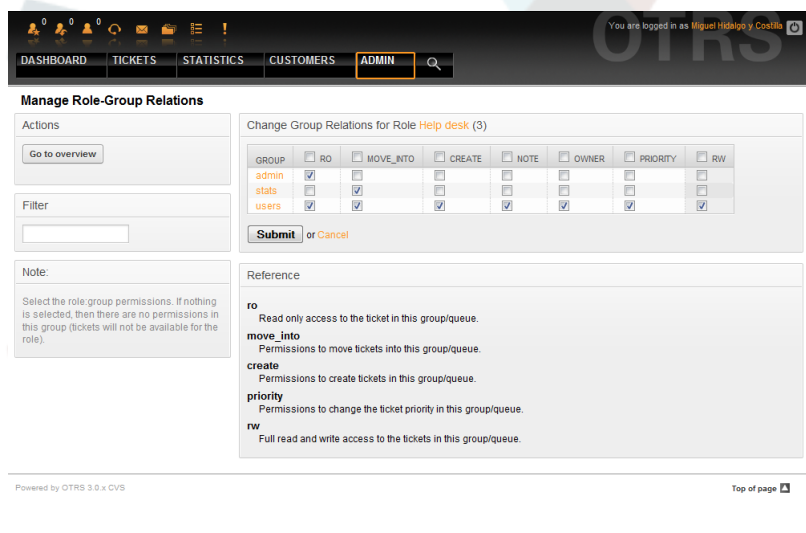 0 0 0
You are logged in as Miguel Hidalgo y Costilla
OTRS
DASHBOARD TICKETS STATISTICS CUSTOMERS ADMIN
Manage Role-Group Relations
Actions
Go to overview
Filter
Note:
Select the role:group permissions. If nothing
is selected, then there are no permissions in
this group (tickets will not be available for the
role).
Change Group Relations for Role Help desk (3)
GROUP RO MOVE_INTO CREATE NOTE OWNER PRIORITY RW
admin
stats
users
Submit or Cancel
Reference
ro
Read only access to the ticket in this group/queue.
move_into
Permissions to move tickets into this group/queue.
create
Permissions to create tickets in this group/queue.
priority
Permissions to change the ticket priority in this group/queue.
rw
Full read and write access to the tickets in this group/queue.
Powered by OTRS 3.0.x CVS
Top of page